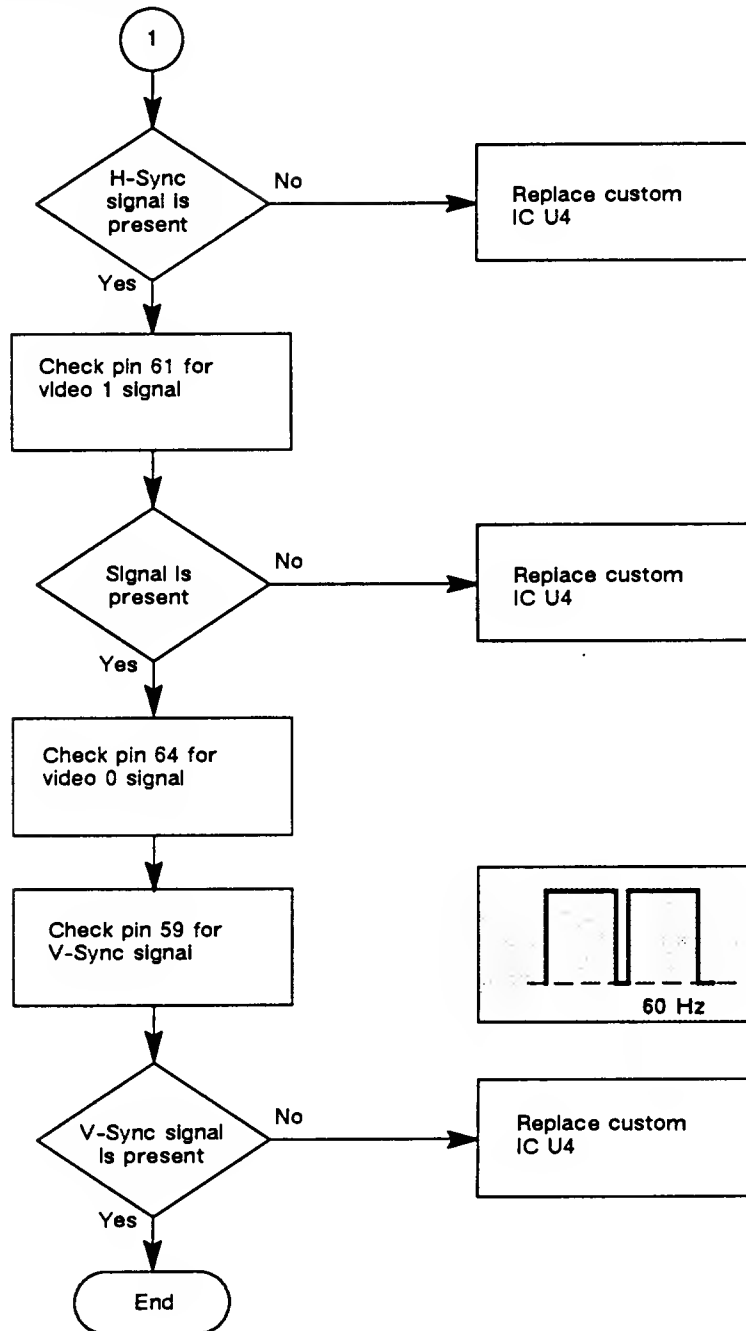 1
H-Sync
signal is
present
No
Replace custom
IC U4
Yes
Check pin 61 for
video 1 signal
Signal is
present
No
Replace custom
IC U4
Yes
Check pin 64 for
video 0 signal
Check pin 59 for
V-Sync signal
60 Hz
V-Sync signal
is present
No
Replace custom
IC U4
Yes
End